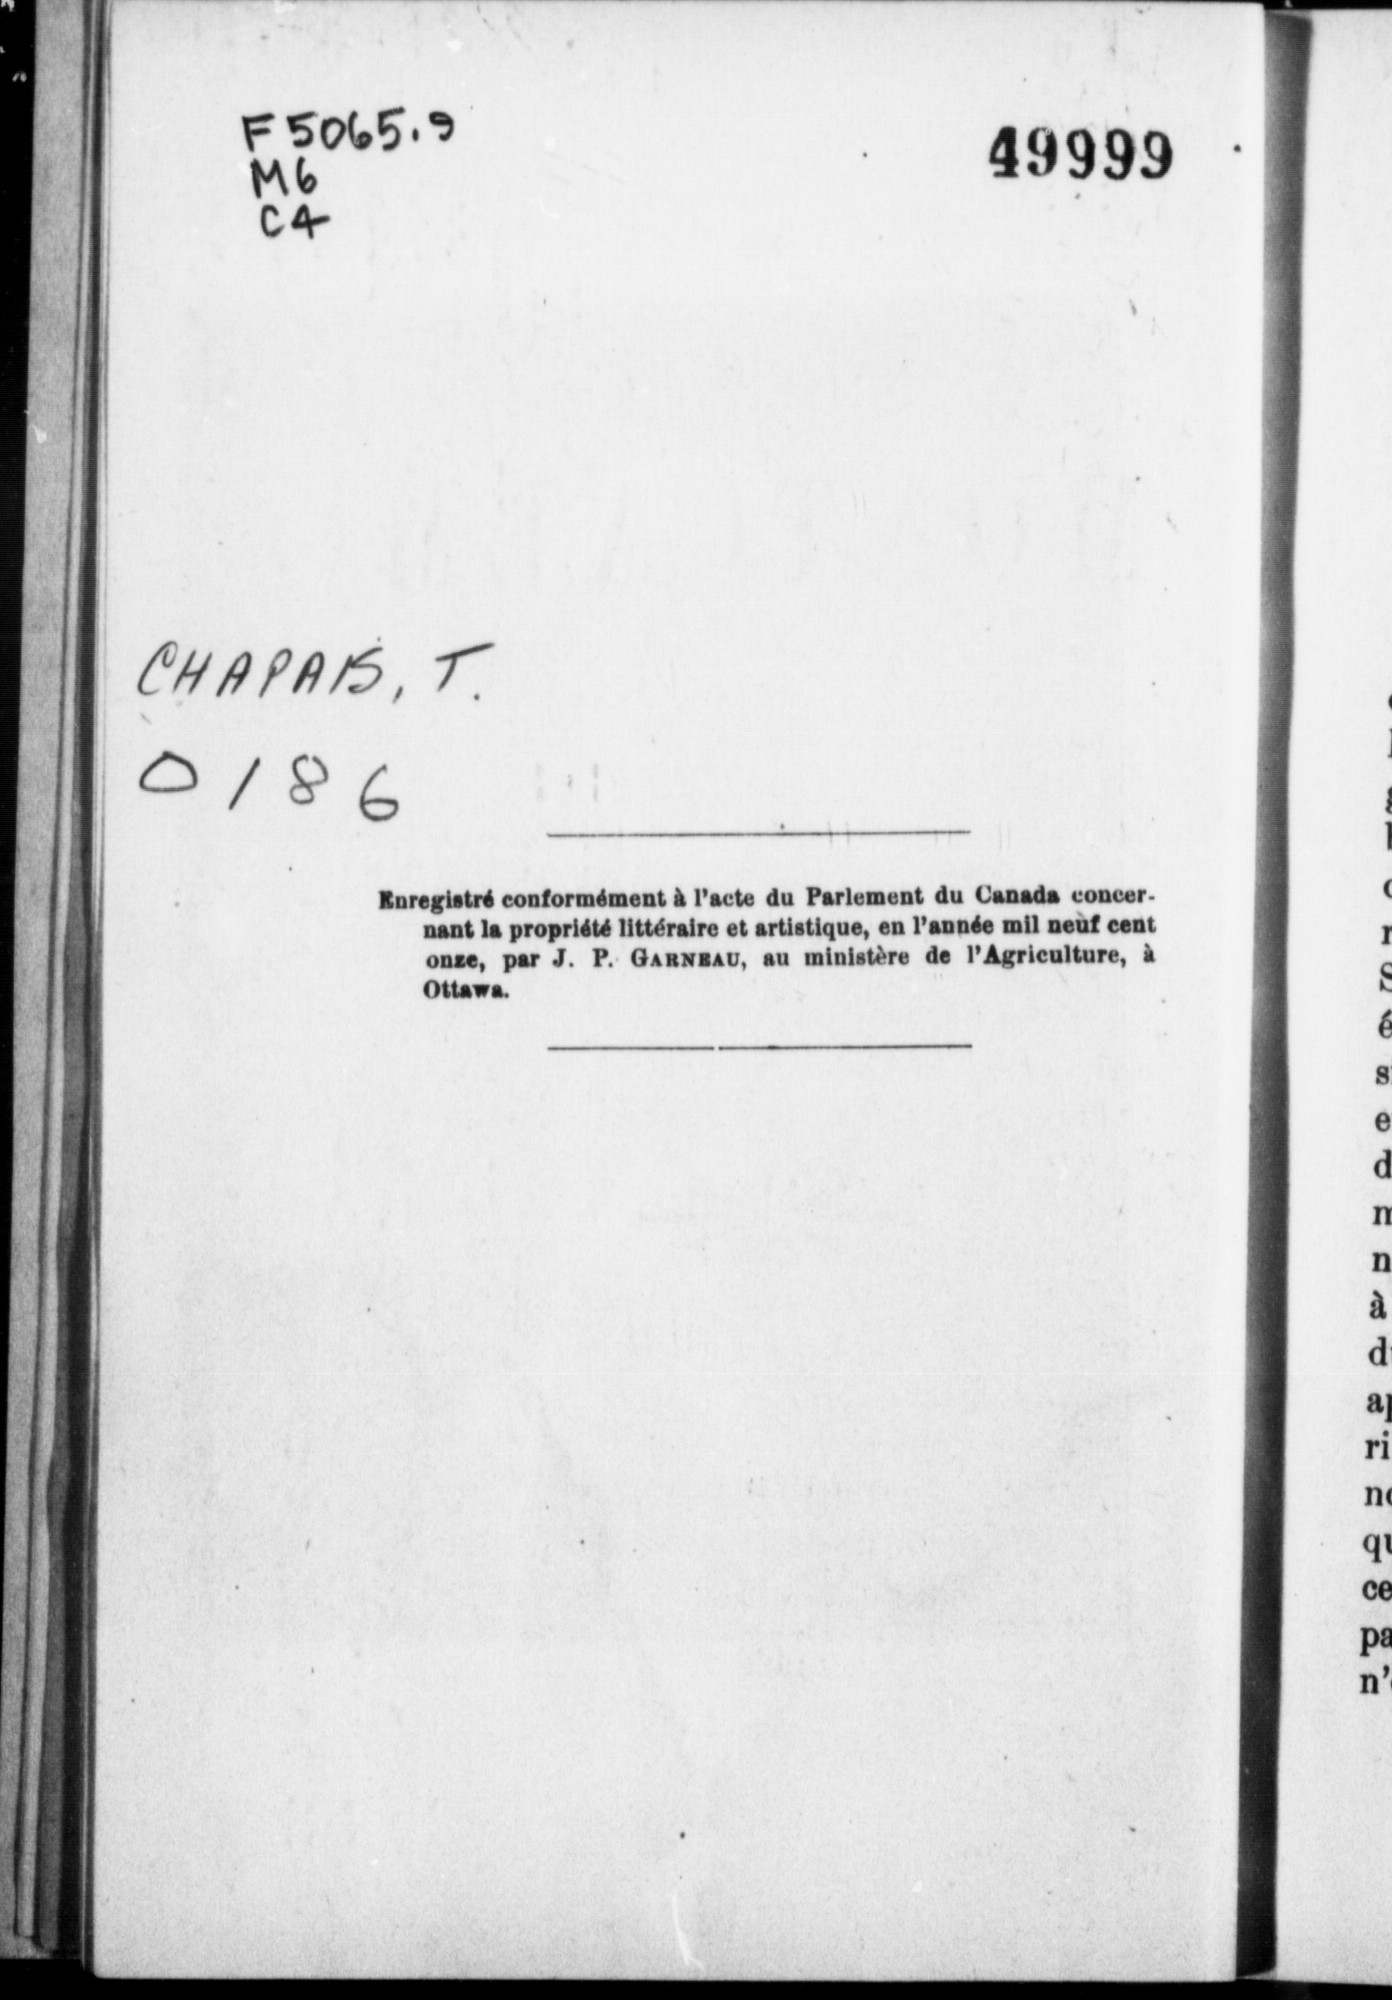 F5065.9
M6
C4
49999
CHAPAIS, T.
0186
Enregistré conformément à l'acte du Parlement du Canada concer-
nant la propriété littéraire et artistique, en l'année mil neuf cent
onze, par J. P. GARNEAU, au ministère de l'Agriculture, à
Ottawa.